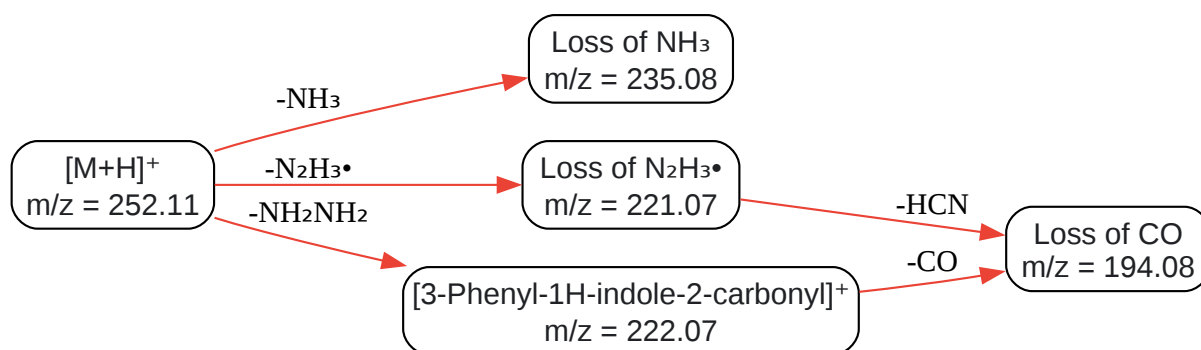 Loss of NH₃
m/z = 235.08
-NH₃
[M+H]⁺
m/z = 252.11
-N₂H₃•
Loss of N₂H₃•
m/z = 221.07
-NH₂NH₂
-HCN
Loss of CO
m/z = 194.08
-CO
[3-Phenyl-1H-indole-2-carbonyl]⁺
m/z = 222.07